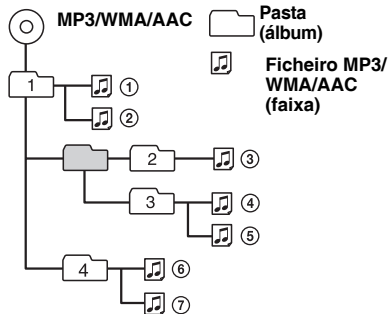 MP3/WMA/AAC
Pasta
(álbum)
Ficheiro MP3/
WMA/AAC
(faixa)
1
①
②
2
③
3
④
⑤
4
⑥
⑦